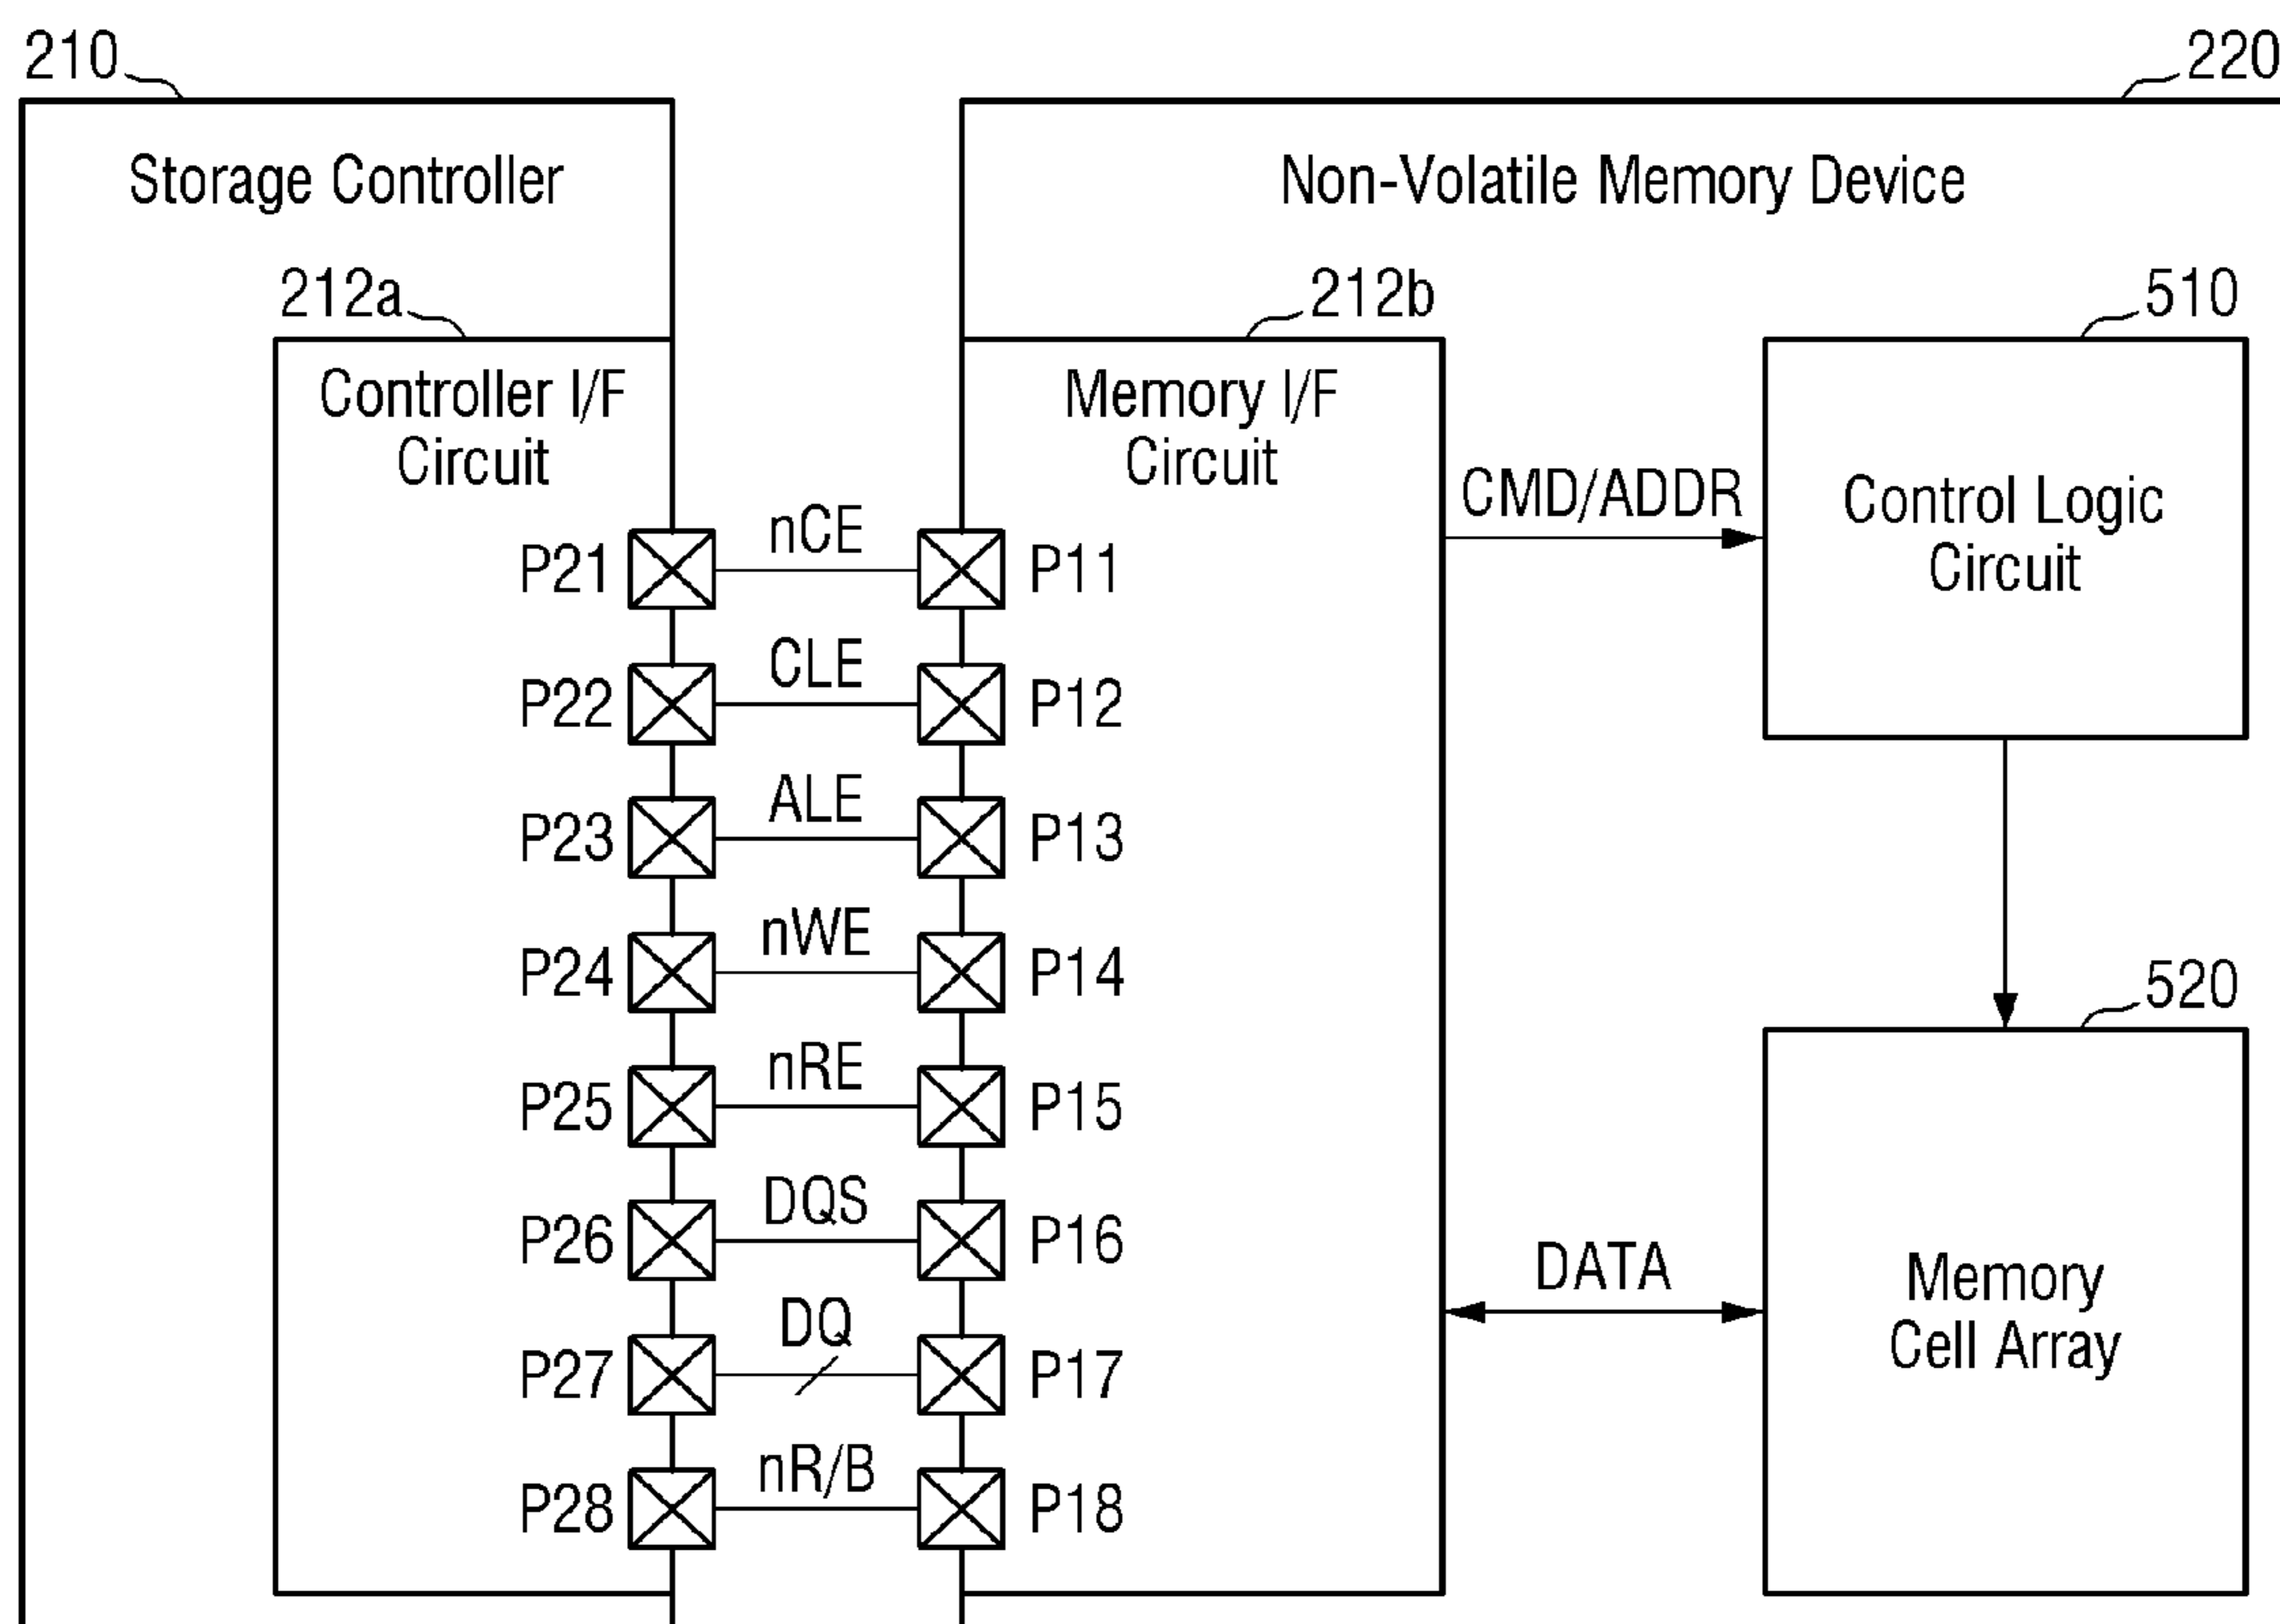 210
220
Storage Controller
Non-Volatile Memory Device
212a
212b
510
Controller I/F
Circuit
Memory I/F
Circuit
CMD/ADDR
Control Logic
Circuit
P21
nCE
P11
P22
CLE
P12
P23
ALE
P13
P24
nWE
P14
520
P25
nRE
P15
P26
DQS
P16
DATA
Memory
Cell Array
P27
DQ
P17
P28
nR/B
P18